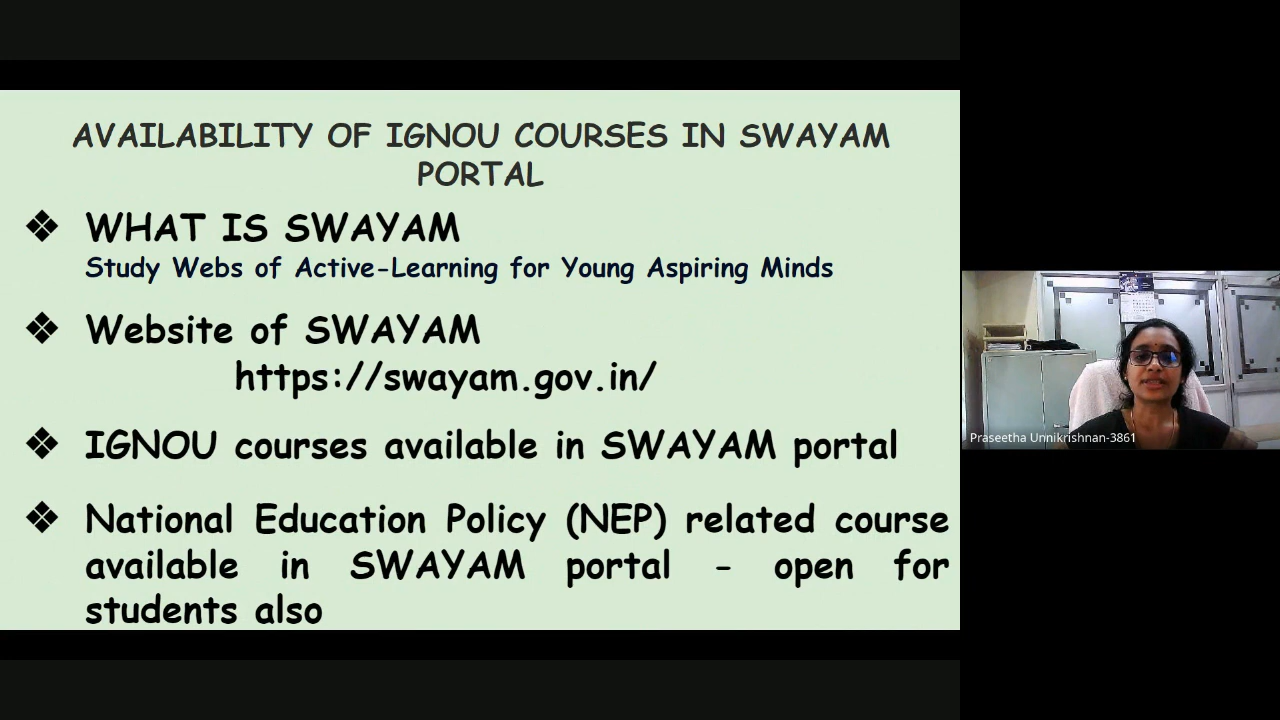 AVAILABILITY OF IGNOU COURSES IN SWAYAM
PORTAL
❖ WHAT IS SWAYAM
Study Webs of Active-Learning for Young Aspiring Minds
❖ Website of SWAYAM
https://swayam.gov.in/
❖ IGNOU courses available in SWAYAM portal
❖ National Education Policy (NEP) related course
available in SWAYAM portal - open for
students also
Praseetha Unnikrishnan-3861